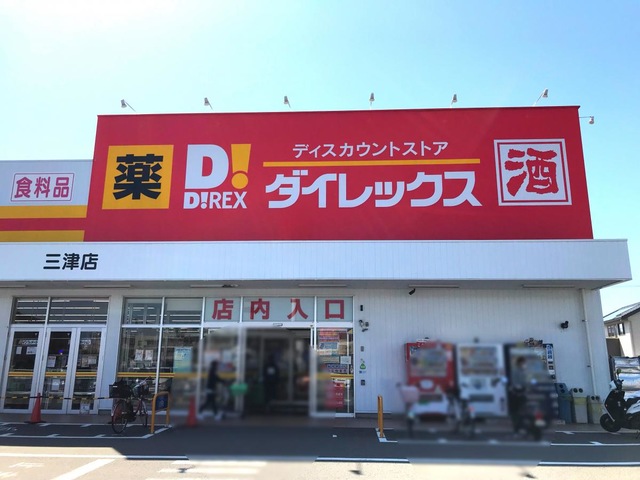 食料品
薬
D!
D!REX
ディスカウントストア
ダイレックス
酒
三津店
店内入口